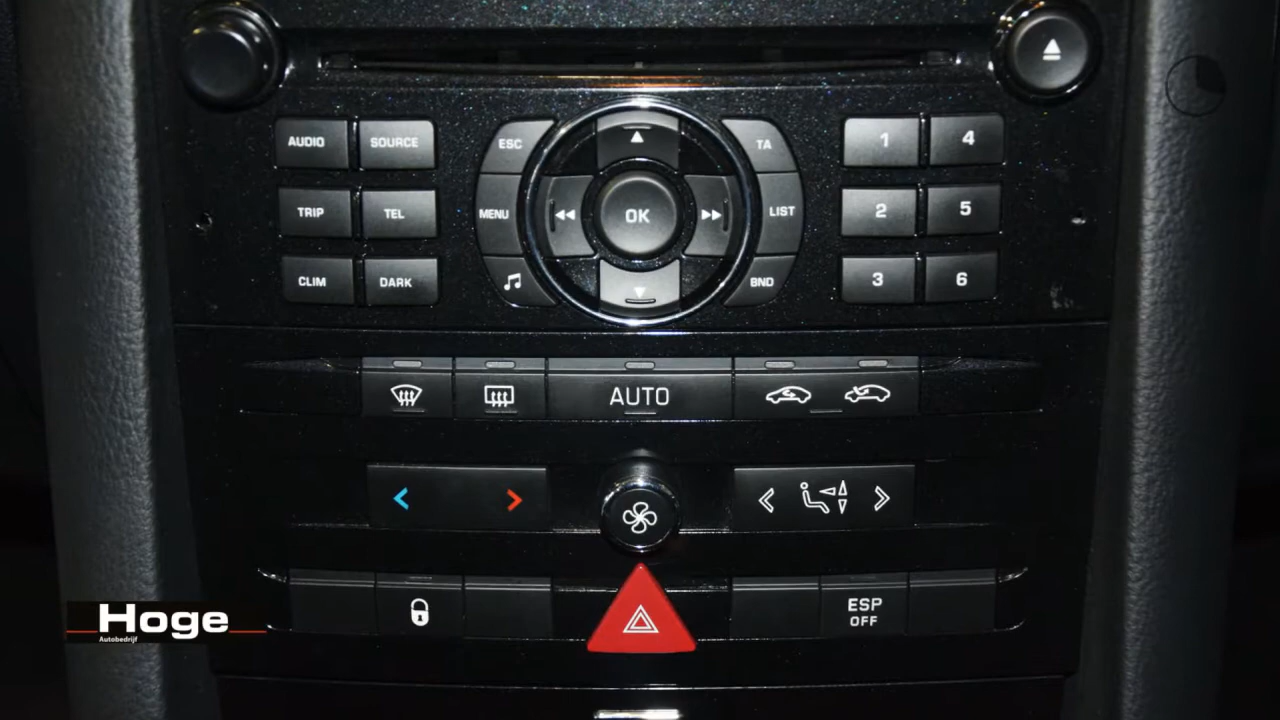 AUDIO SOURCE ESC TA 1 4
TRIP TEL MENU OK LIST 2 5
CLIM DARK BND 3 6
AUTO
ESP
OFF
Hoge
Autobedrijf